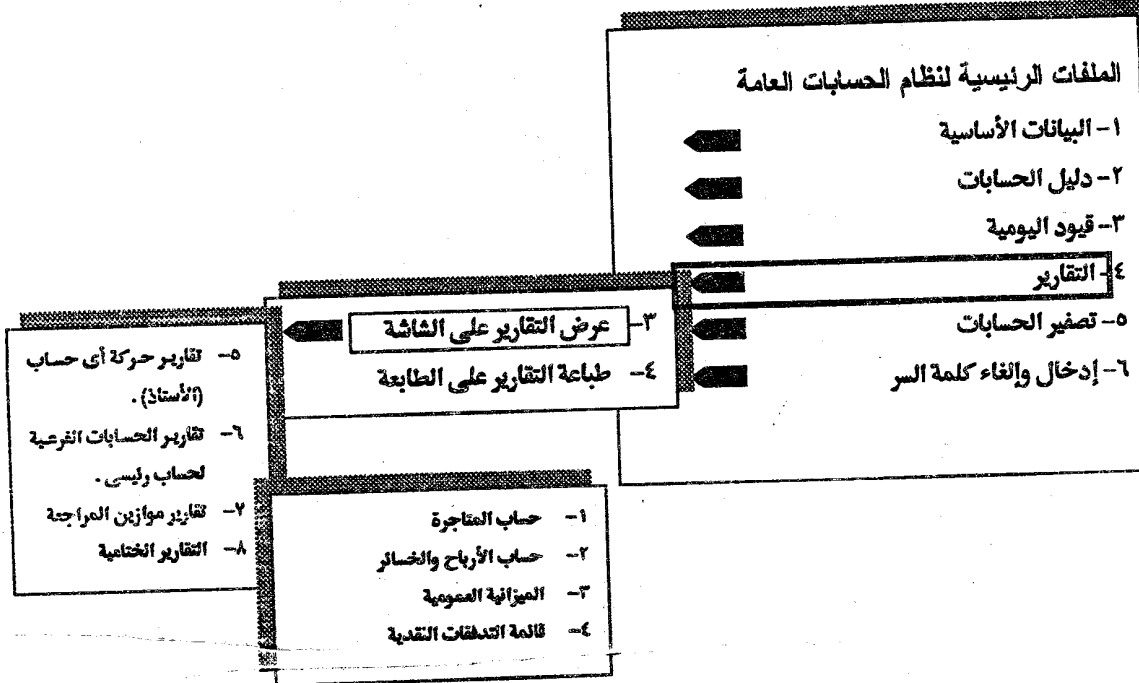 الملفات الرئيسية لنظام الحسابات العامة
١- البيانات الأساسية
٢- دليل الحسابات
٣- قيود اليومية
٤- التقارير
٥- تصفير الحسابات
٦- إدخال وإلغاء كلمة السر
٣- عرض التقارير على الشاشة
٤- طباعة التقارير على الطابعة
٥- تقارير حركة أى حساب
(الأستاذ) .
٦- تقارير الحسابات الفرعية
لحساب رئيسى .
٧- تقارير موازين المراجعة
٨- التقارير الختامية
١- حساب المتاجرة
٢- حساب الأرباح والخسائر
٣- الميزانية العمومية
٤- قائمة التدفقات النقدية